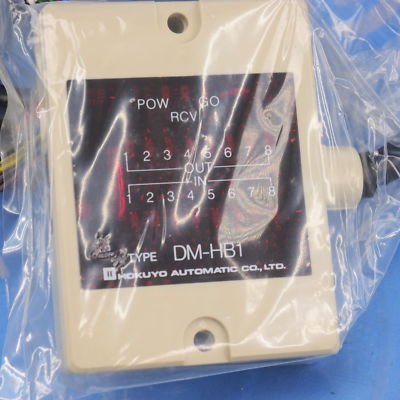 POW GO
RCV
1 2 3 4 5 6 7 8
OUT
IN
1 2 3 4 5 6 7 8
TYPE DM-HB1
HOKUYO AUTOMATIC CO., LTD.